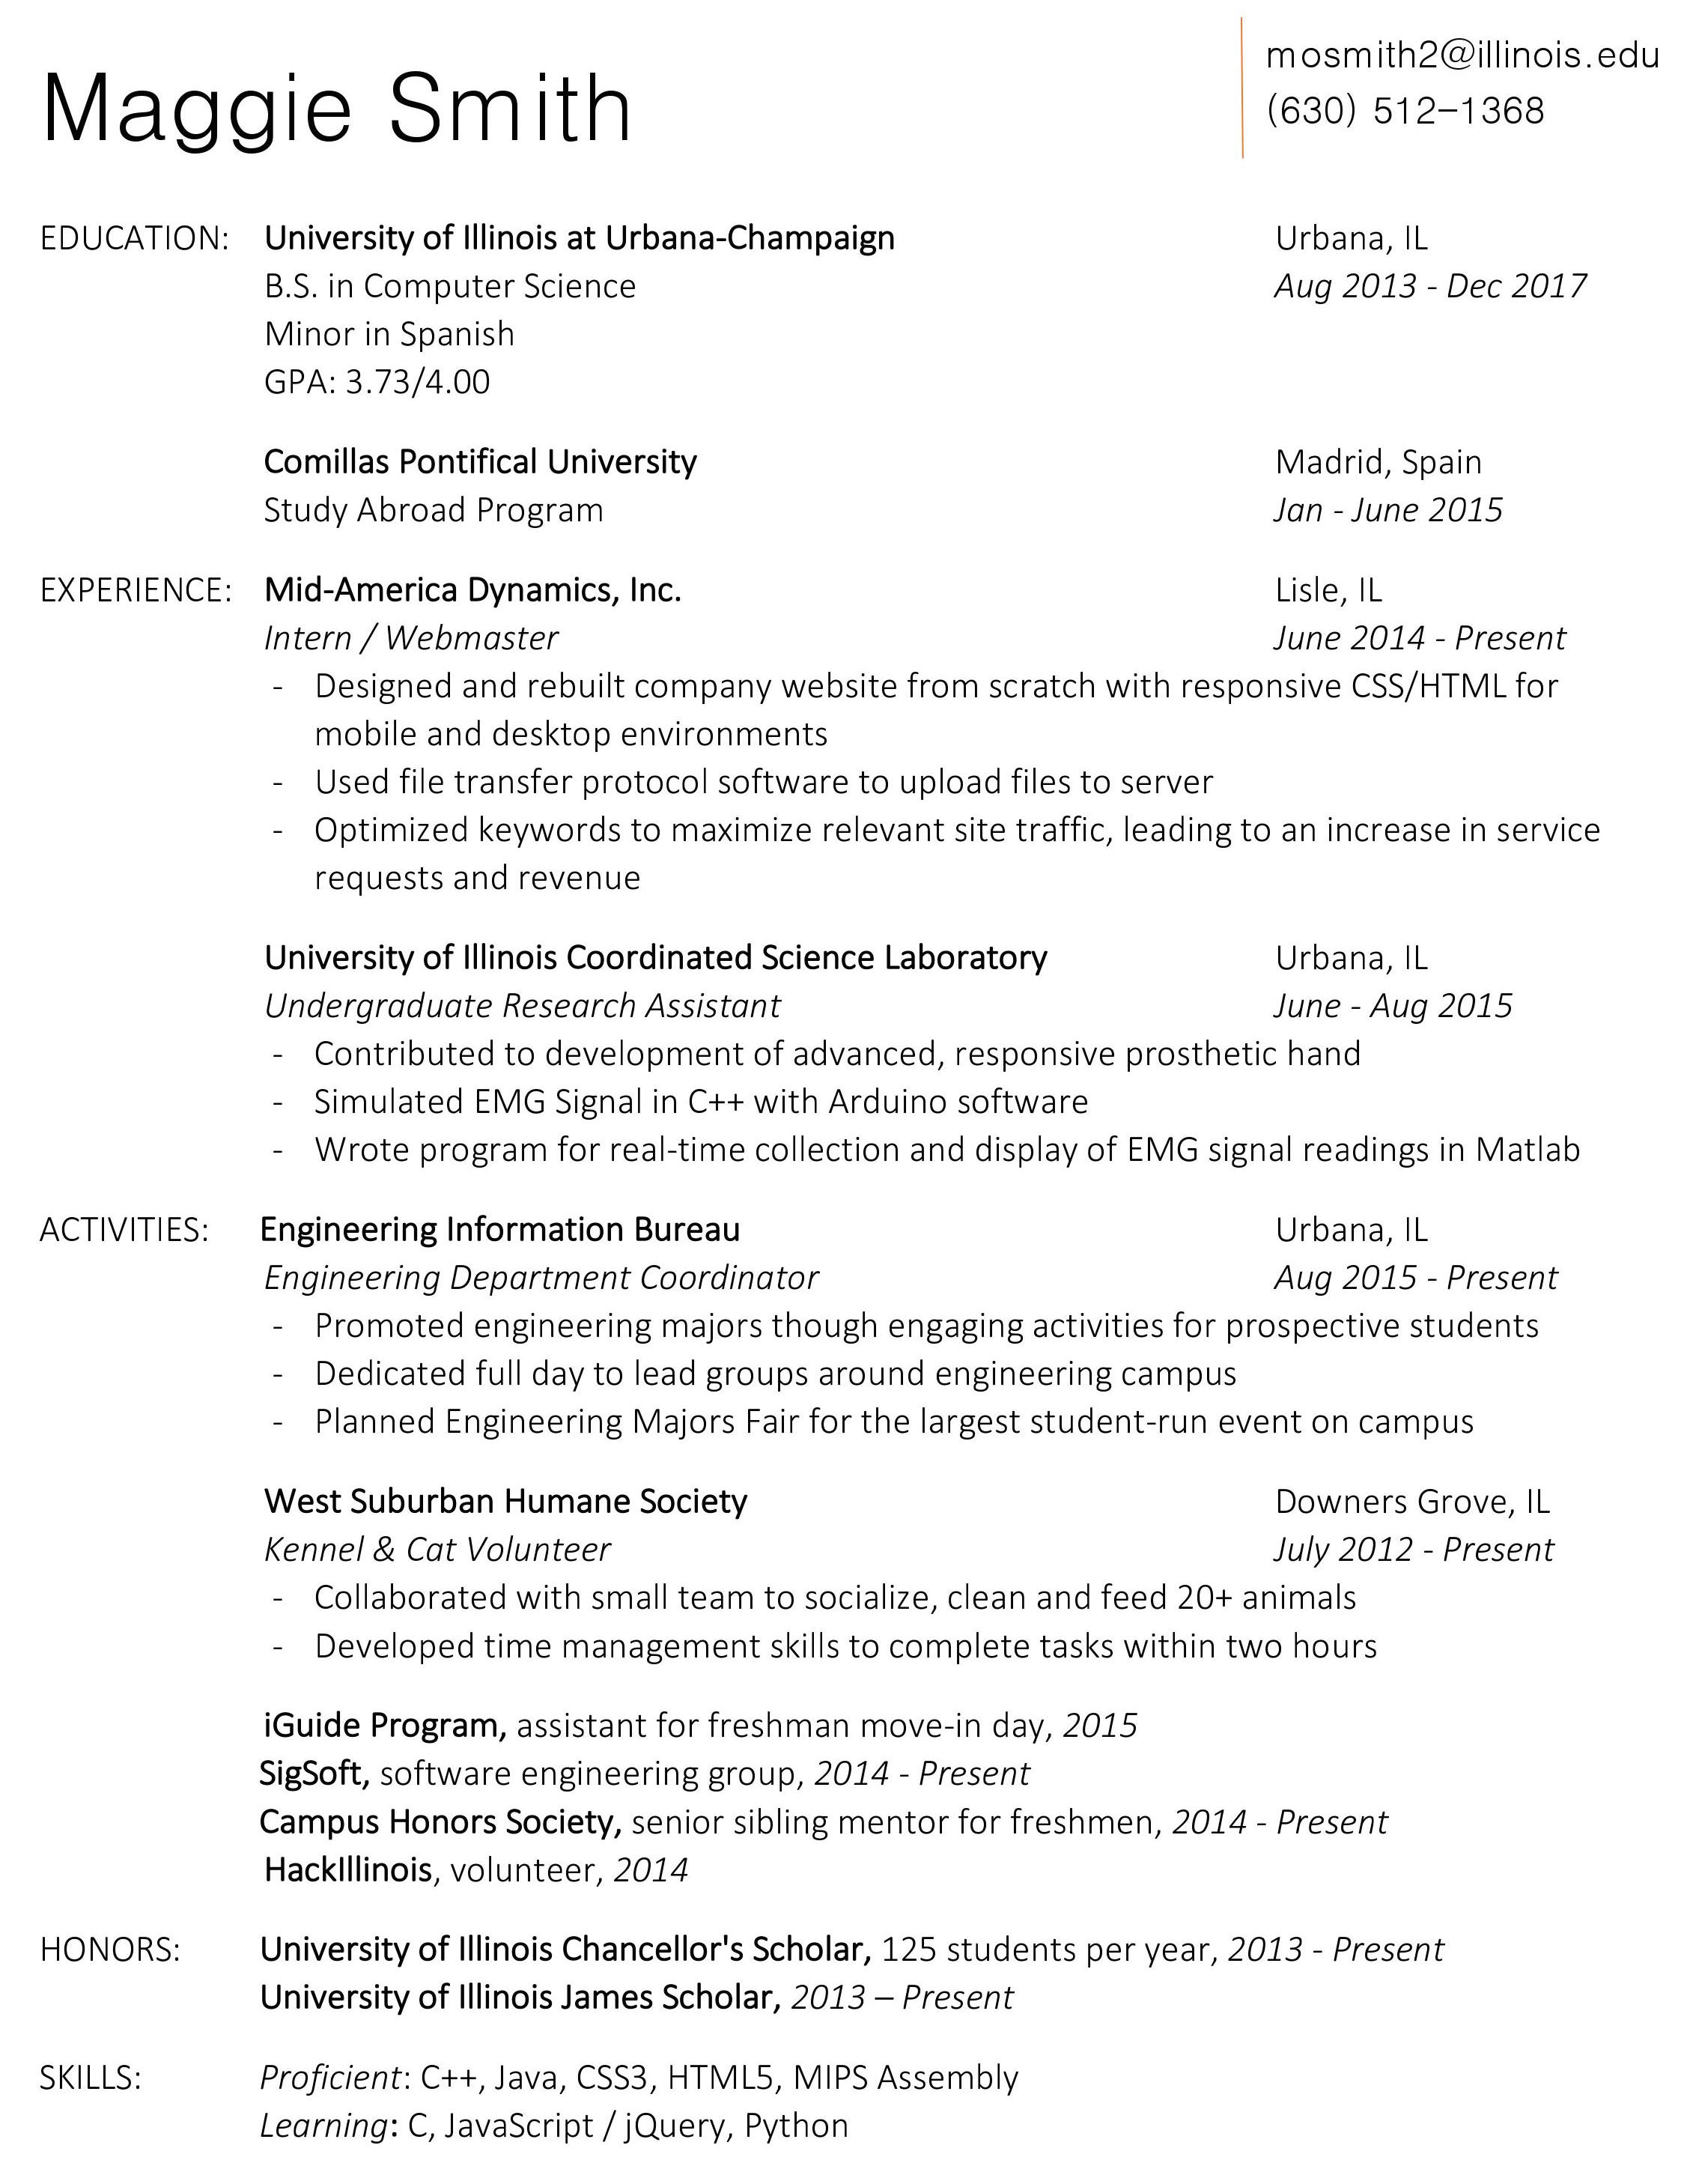 Maggie Smith
mosmith2@illinois.edu
(630) 512-1368
EDUCATION: University of Illinois at Urbana-Champaign Urbana, IL
B.S. in Computer Science Aug 2013 - Dec 2017
Minor in Spanish
GPA: 3.73/4.00
Comillas Pontifical University Madrid, Spain
Study Abroad Program Jan - June 2015
EXPERIENCE: Mid-America Dynamics, Inc. Lisle, IL
Intern / Webmaster June 2014 - Present
- Designed and rebuilt company website from scratch with responsive CSS/HTML for
mobile and desktop environments
- Used file transfer protocol software to upload files to server
- Optimized keywords to maximize relevant site traffic, leading to an increase in service
requests and revenue
University of Illinois Coordinated Science Laboratory Urbana, IL
Undergraduate Research Assistant June - Aug 2015
- Contributed to development of advanced, responsive prosthetic hand
- Simulated EMG Signal in C++ with Arduino software
- Wrote program for real-time collection and display of EMG signal readings in Matlab
ACTIVITIES: Engineering Information Bureau Urbana, IL
Engineering Department Coordinator Aug 2015 - Present
- Promoted engineering majors though engaging activities for prospective students
- Dedicated full day to lead groups around engineering campus
- Planned Engineering Majors Fair for the largest student-run event on campus
West Suburban Humane Society Downers Grove, IL
Kennel & Cat Volunteer July 2012 - Present
- Collaborated with small team to socialize, clean and feed 20+ animals
- Developed time management skills to complete tasks within two hours
iGuide Program, assistant for freshman move-in day, 2015
SigSoft, software engineering group, 2014 - Present
Campus Honors Society, senior sibling mentor for freshmen, 2014 - Present
HackIllinois, volunteer, 2014
HONORS: University of Illinois Chancellor's Scholar, 125 students per year, 2013 - Present
University of Illinois James Scholar, 2013 – Present
SKILLS: Proficient: C++, Java, CSS3, HTML5, MIPS Assembly
Learning: C, JavaScript / jQuery, Python